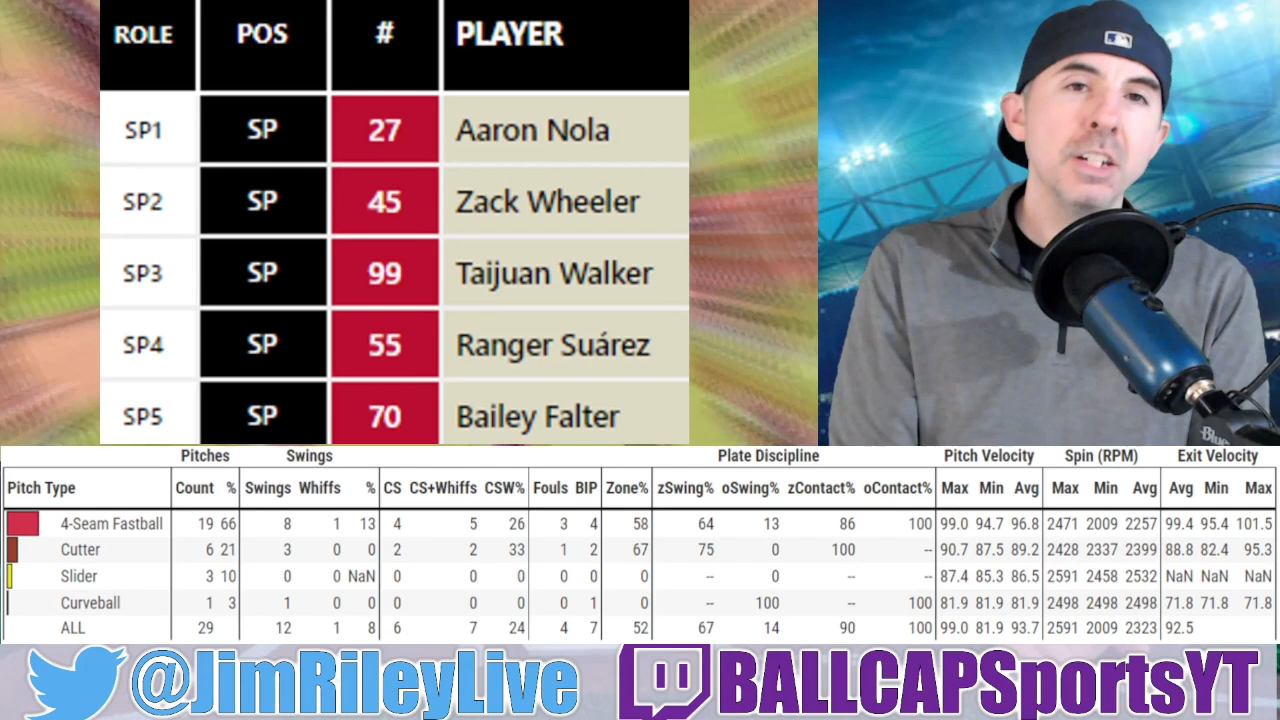 ROLE POS # PLAYER
SP1 SP 27 Aaron Nola
SP2 SP 45 Zack Wheeler
SP3 SP 99 Taijuan Walker
SP4 SP 55 Ranger Suárez
SP5 SP 70 Bailey Falter
Blue
Pitches Swings Plate Discipline Pitch Velocity Spin (RPM) Exit Velocity
Pitch Type Count % Swings Whiffs % CS CS+Whiffs CSW% Fouls BIP Zone% zSwing% oSwing% zContact% oContact% Max Min Avg Max Min Avg Avg Min Max
4-Seam Fastball 19 66 8 1 13 4 5 26 3 4 58 64 13 86 100 99.0 94.7 96.8 2471 2009 2257 99.4 95.4 101.5
Cutter 6 21 3 0 0 2 2 33 1 2 67 75 0 100 -- 90.7 87.5 89.2 2428 2337 2399 88.8 82.4 95.3
Slider 3 10 0 0 NaN 0 0 0 0 0 0 -- 0 -- -- 87.4 85.3 86.5 2591 2458 2532 NaN NaN NaN
Curveball 1 3 1 0 0 0 0 0 0 1 0 -- 100 -- 100 81.9 81.9 81.9 2498 2498 2498 71.8 71.8 71.8
ALL 29 12 1 8 6 7 24 4 7 52 67 14 90 100 99.0 81.9 93.7 2591 2009 2323 92.5
@JimRileyLive BALLCAPSportsYT